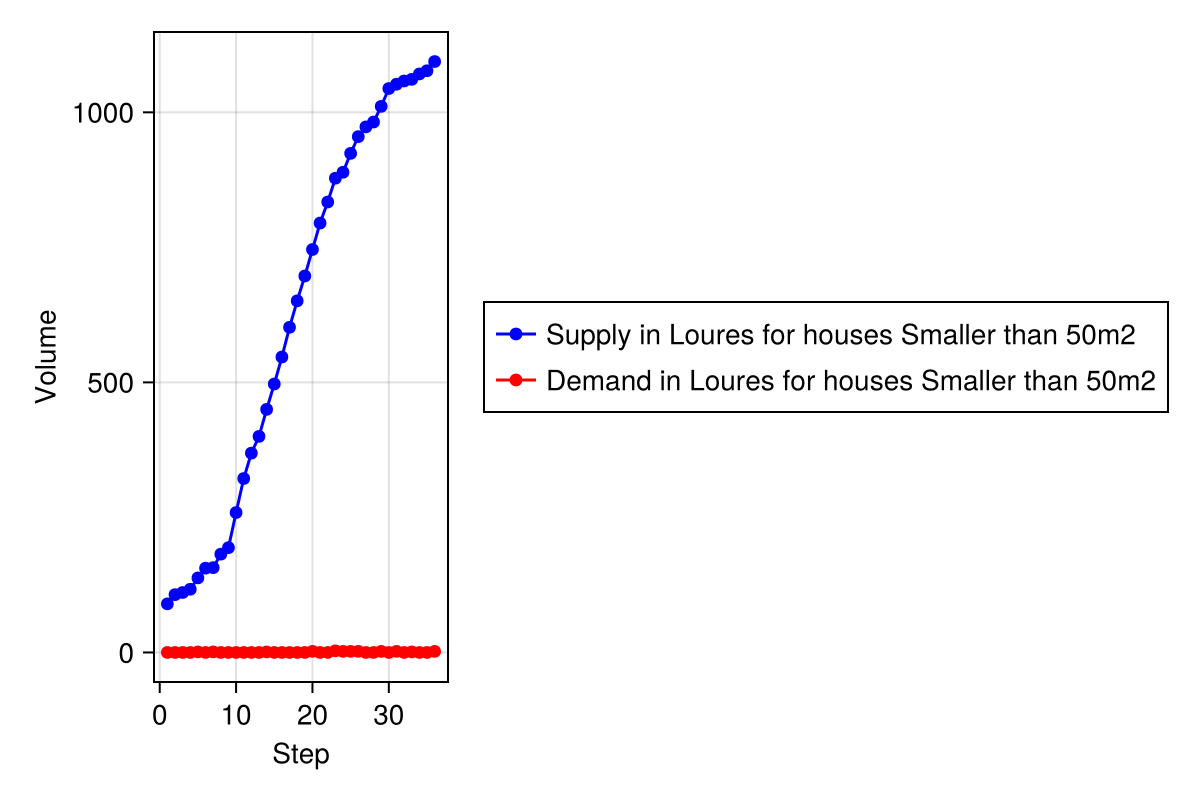 1000
500
0
Volume
0 10 20 30
Step
Supply in Loures for houses Smaller than 50m2
Demand in Loures for houses Smaller than 50m2